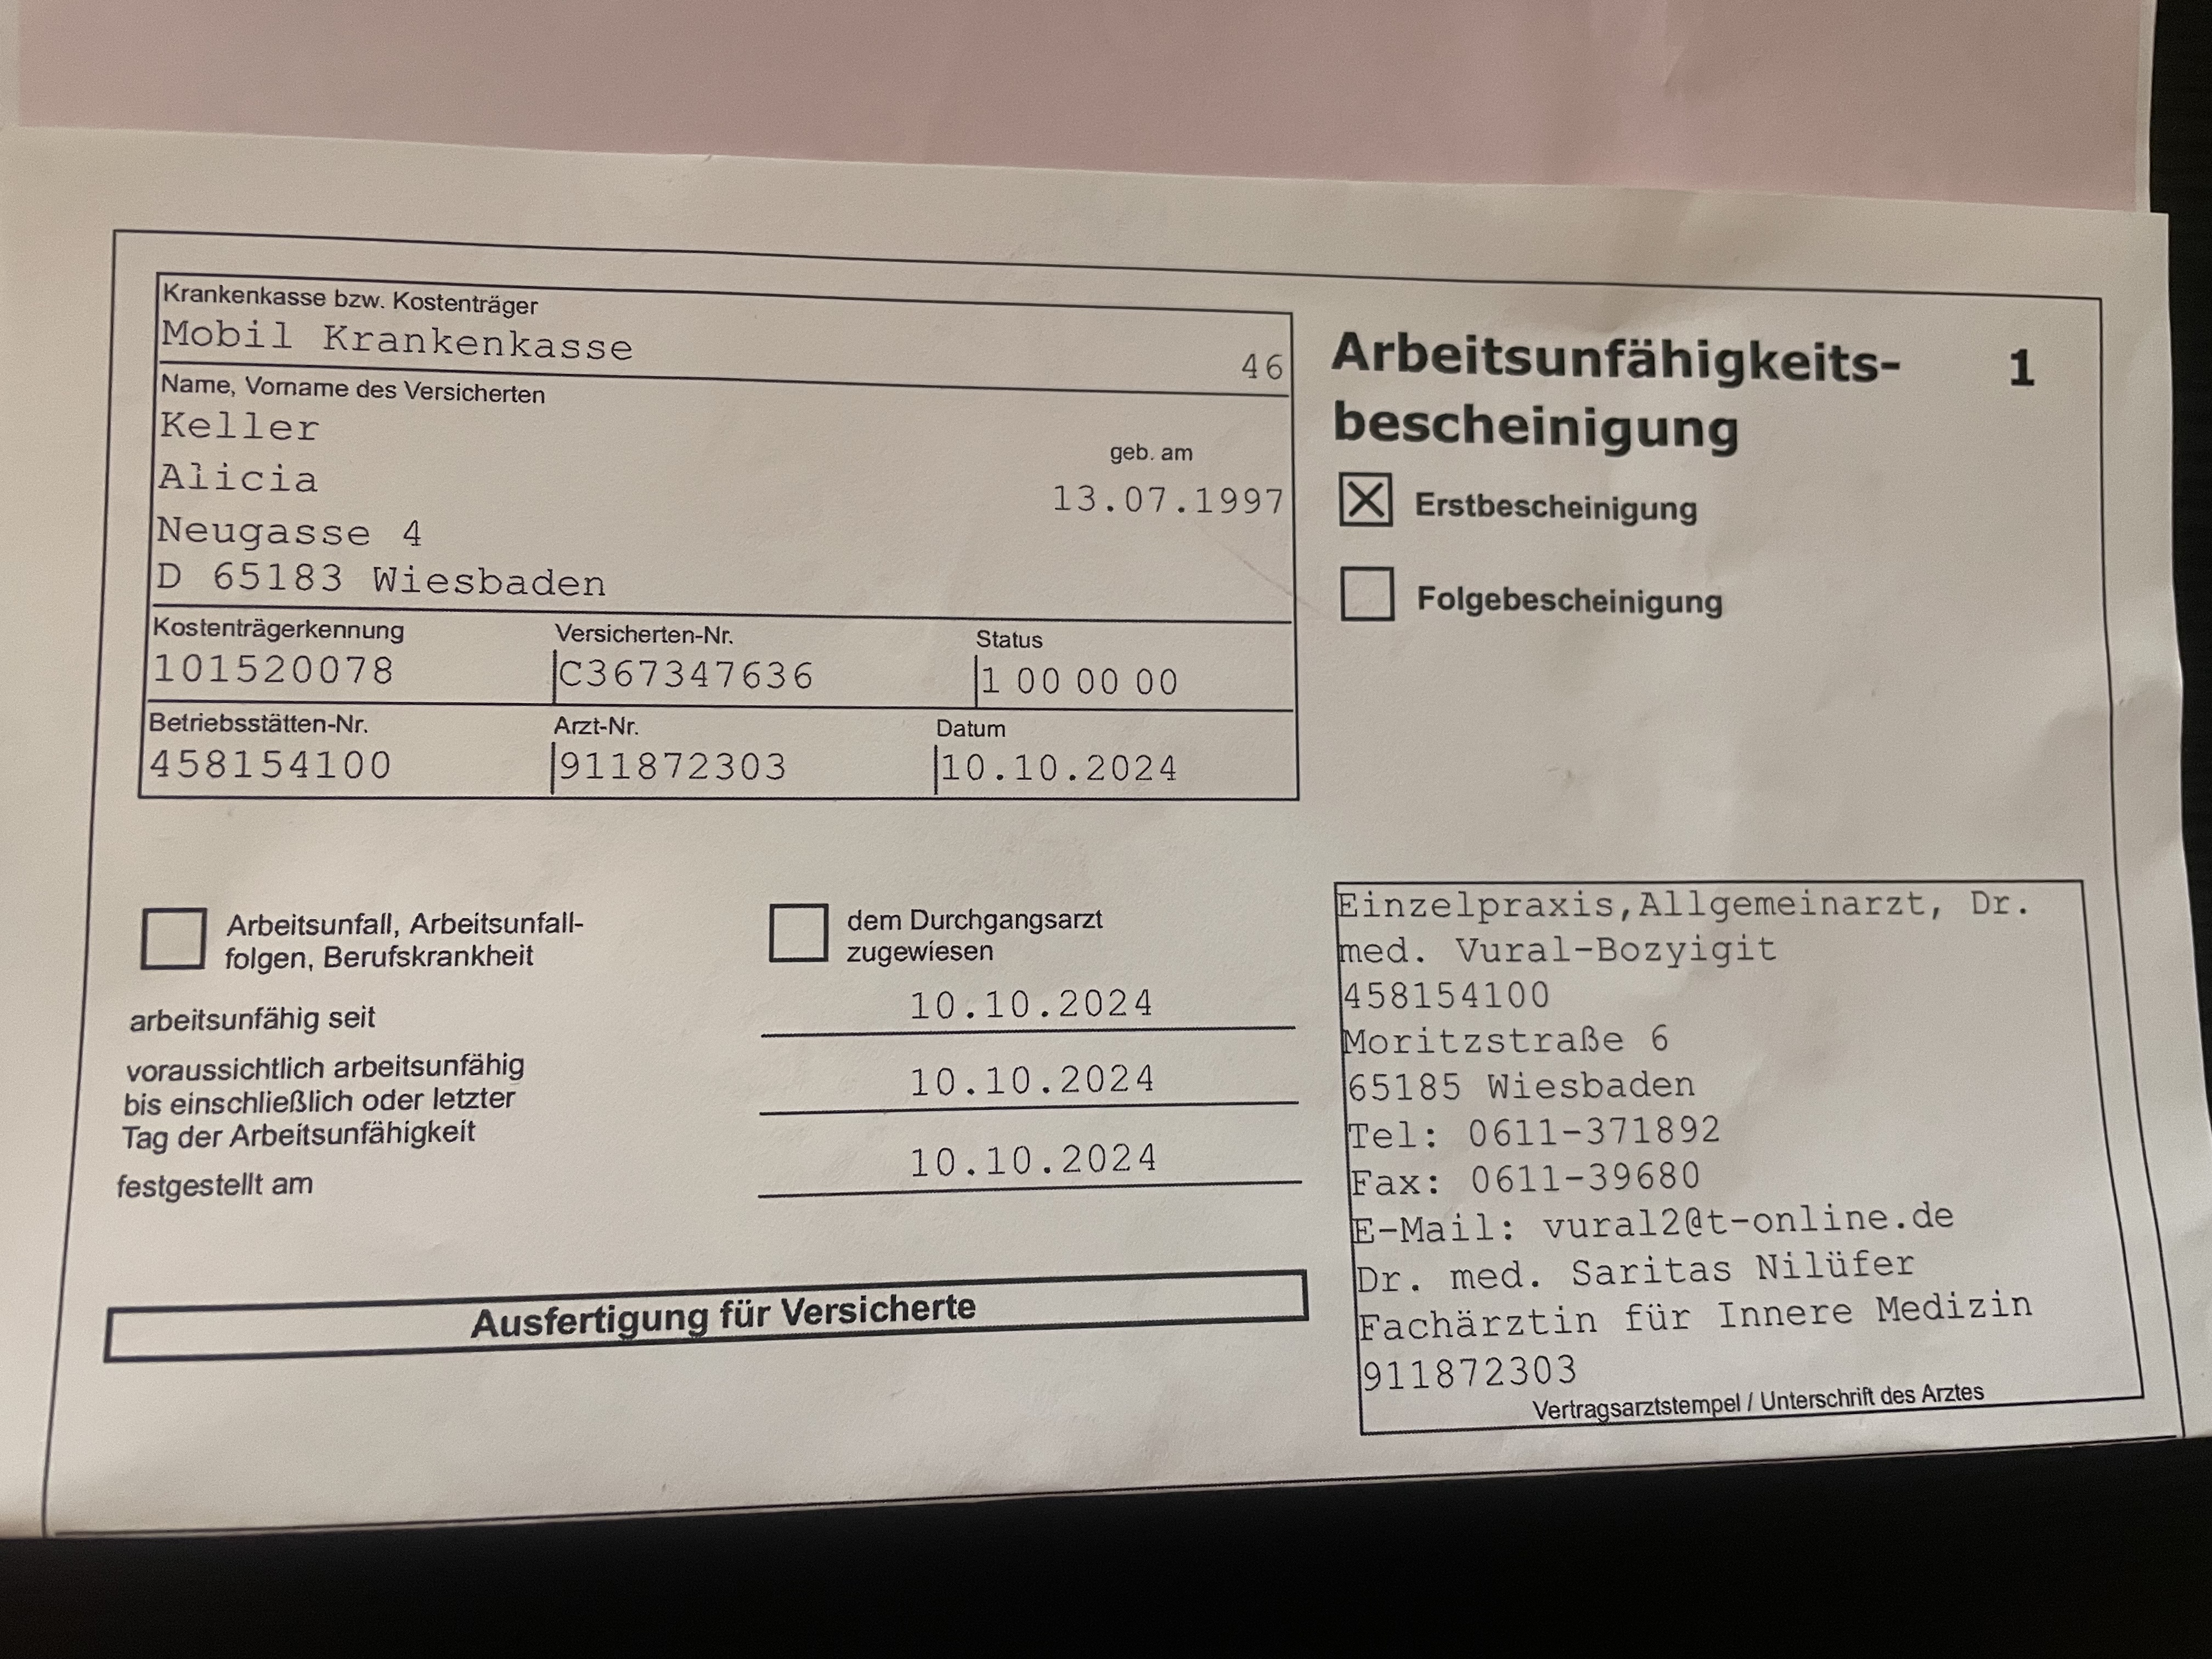 Krankenkasse bzw. Kostenträger
Mobil Krankenkasse
46
Name, Vorname des Versicherten
Keller
geb. am
Alicia
13.07.1997
Neugasse 4
D 65183 Wiesbaden
Kostenträgerkennung Versicherten-Nr. Status
101520078 C367347636 1 00 00 00
Betriebsstätten-Nr. Arzt-Nr. Datum
458154100 911872303 10.10.2024
Arbeitsunfähigkeits-
bescheinigung
1
Erstbescheinigung
Folgebescheinigung
Arbeitsunfall, Arbeitsunfall-
folgen, Berufskrankheit
dem Durchgangsarzt
zugewiesen
arbeitsunfähig seit
10.10.2024
voraussichtlich arbeitsunfähig
bis einschließlich oder letzter
Tag der Arbeitsunfähigkeit
10.10.2024
festgestellt am
10.10.2024
Ausfertigung für Versicherte
Einzelpraxis,Allgemeinarzt, Dr.
med. Vural-Bozyigit
458154100
Moritzstraße 6
65185 Wiesbaden
Tel: 0611-371892
Fax: 0611-39680
E-Mail: vural2@t-online.de
Dr. med. Saritas Nilüfer
Fachärztin für Innere Medizin
911872303
Vertragsarztstempel / Unterschrift des Arztes